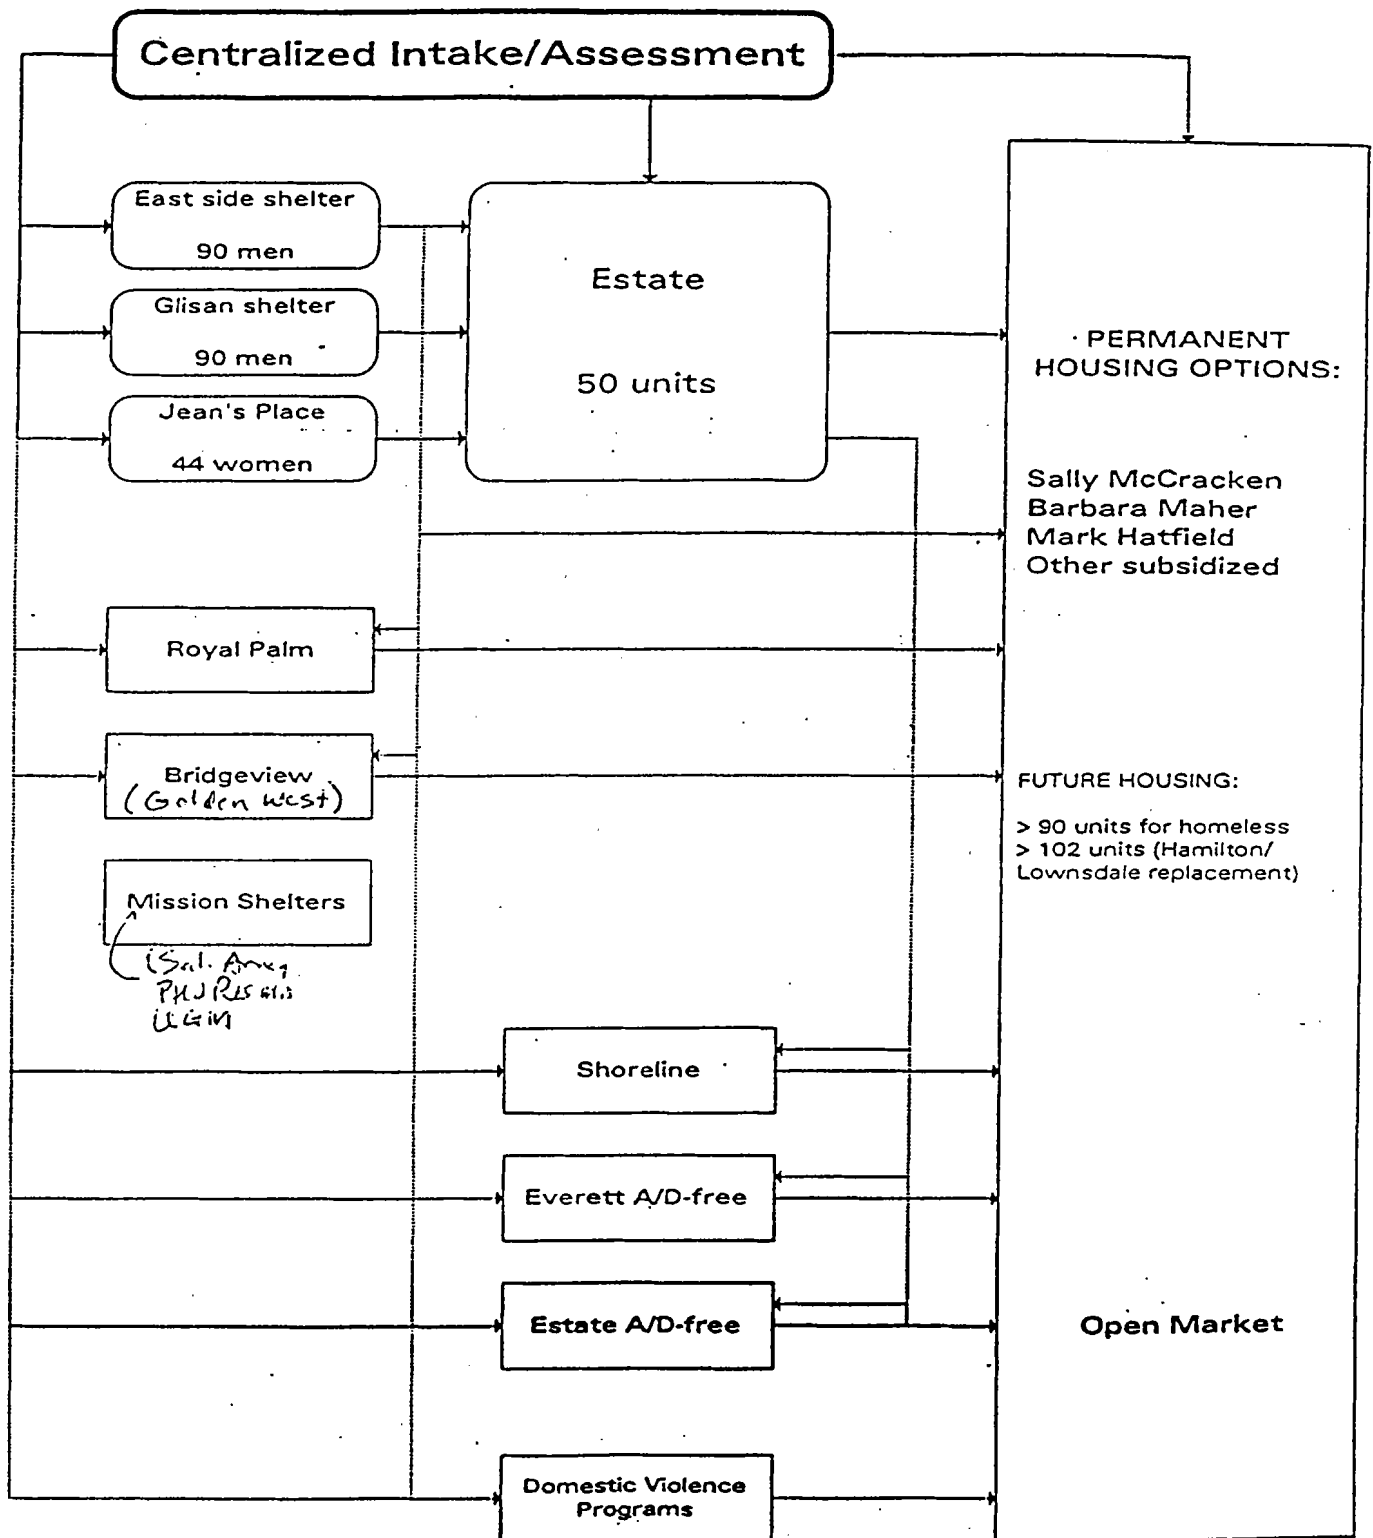 Centralized Intake/Assessment
East side shelter
90 men
Glisan shelter
90 men
Jean's Place
44 women
Estate
50 units
PERMANENT
HOUSING OPTIONS:
Sally McCracken
Barbara Maher
Mark Hatfield
Other subsidized
Royal Palm
Bridgeview
(Golden West)
FUTURE HOUSING:
> 90 units for homeless
> 102 units (Hamilton/
Lownsdale replacement)
Mission Shelters
UGM
Shoreline
Everett A/D-free
Estate A/D-free
Open Market
Domestic Violence
Programs